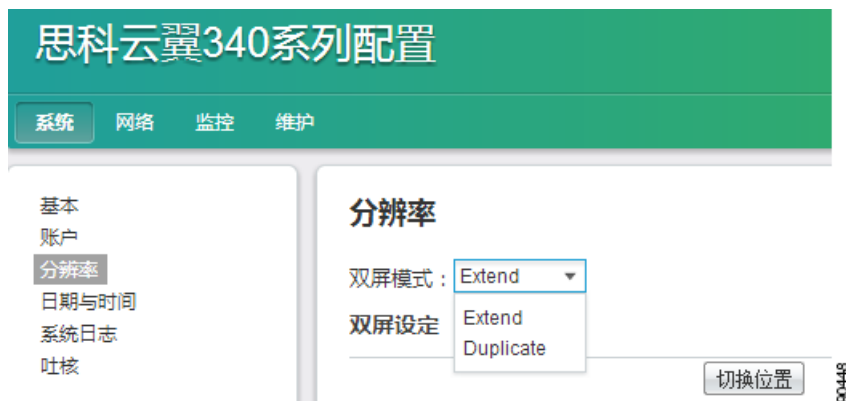 思科云翼340系列配置
系统 网络 监控 维护
基本
账户
分辨率
日期与时间
系统日志
吐核
分辨率
双屏模式：Extend
Extend
Duplicate
双屏设定
切换位置